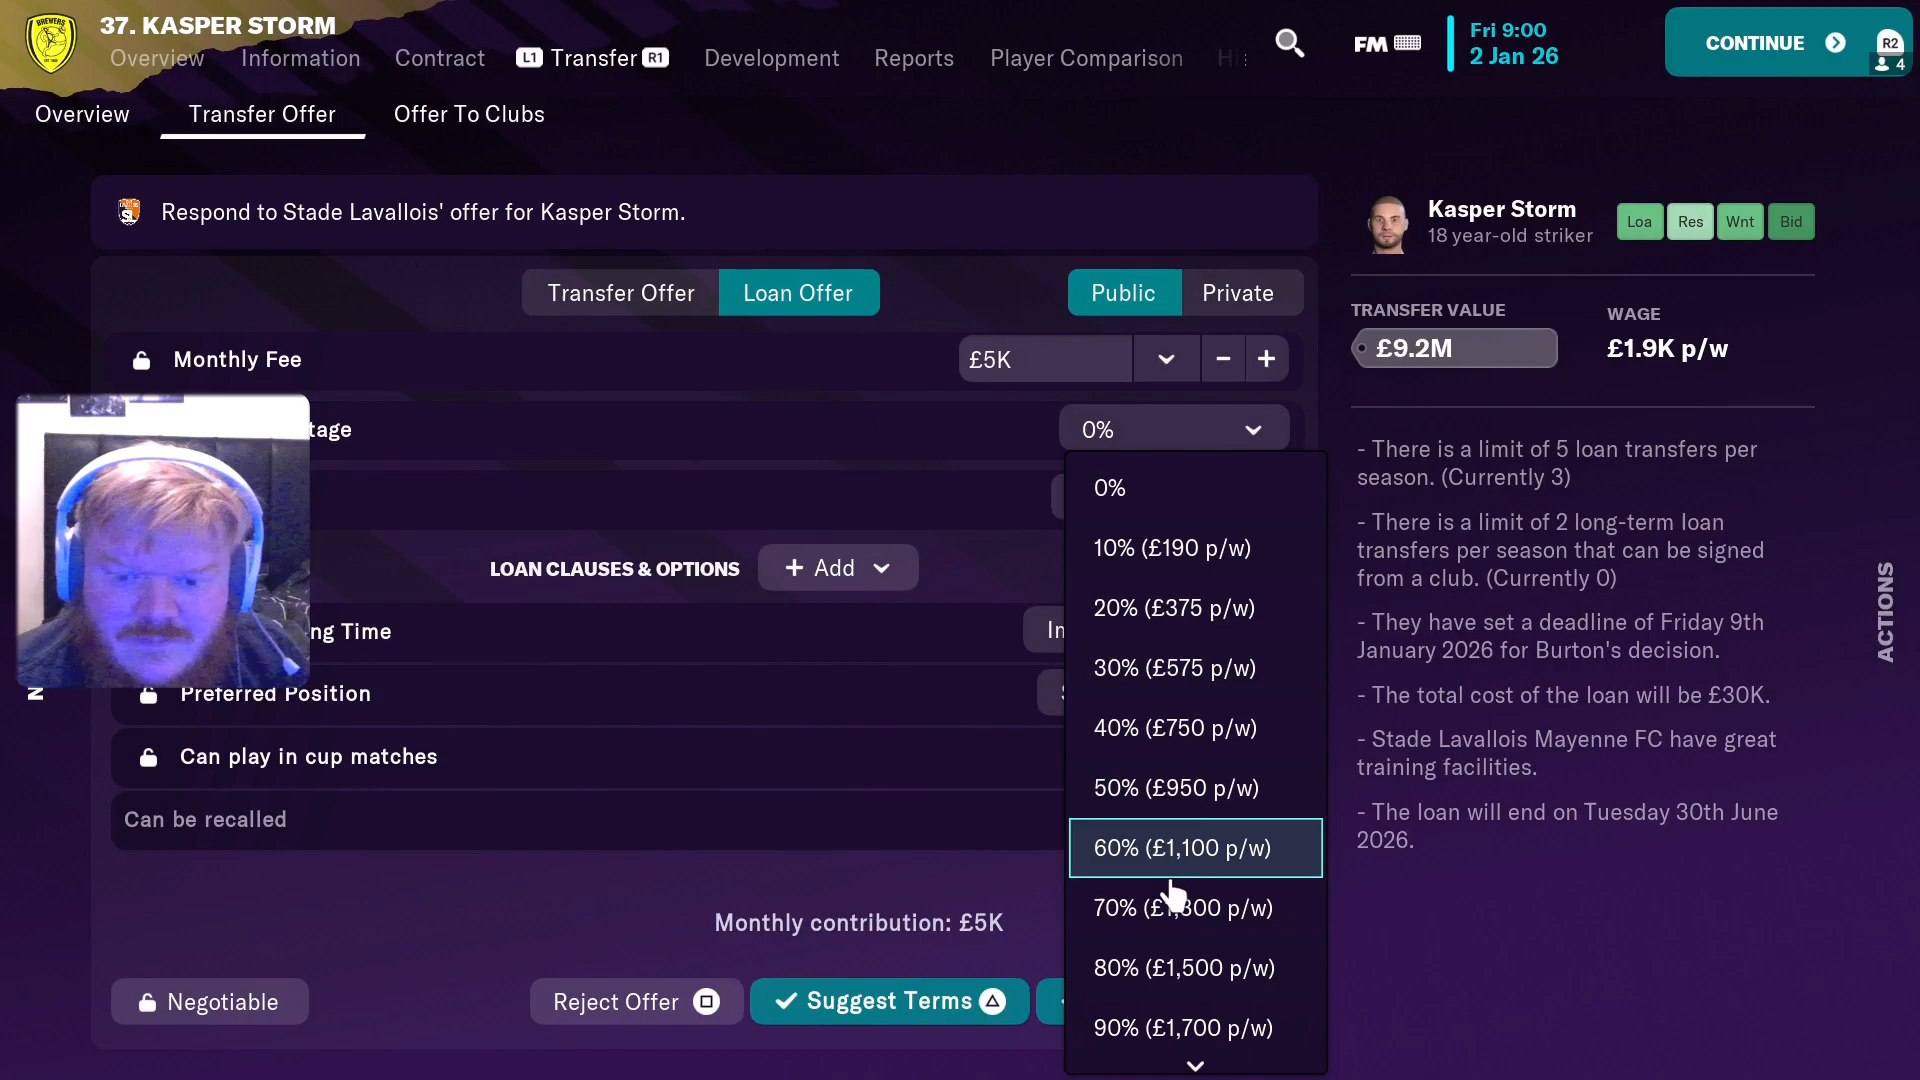 37. KASPER STORM
Overview
Information
Contract
L1
Transfer
R1
Development
Reports
Player Comparison
FM
Fri 9:00
2 Jan 26
CONTINUE
R2
4
BREWERS
Overview
Transfer Offer
Offer To Clubs
Respond to Stade Lavallois' offer for Kasper Storm.
Transfer Offer
Loan Offer
Public
Private
Monthly Fee
£5K
tage
0%
0%
10% (£190 p/w)
20% (£375 p/w)
30% (£575 p/w)
40% (£750 p/w)
50% (£950 p/w)
60% (£1,100 p/w)
70% (£1,300 p/w)
80% (£1,500 p/w)
90% (£1,700 p/w)
LOAN CLAUSES & OPTIONS
Add
ng Time
In
Preferred Position
Can play in cup matches
Can be recalled
Monthly contribution: £5K
Negotiable
Reject Offer
Suggest Terms
Kasper Storm
18 year-old striker
Loa
Res
Wnt
Bid
TRANSFER VALUE
£9.2M
WAGE
£1.9K p/w
- There is a limit of 5 loan transfers per
season. (Currently 3)
- There is a limit of 2 long-term loan
transfers per season that can be signed
from a club. (Currently 0)
- They have set a deadline of Friday 9th
January 2026 for Burton's decision.
- The total cost of the loan will be £30K.
- Stade Lavallois Mayenne FC have great
training facilities.
- The loan will end on Tuesday 30th June
2026.
ACTIONS